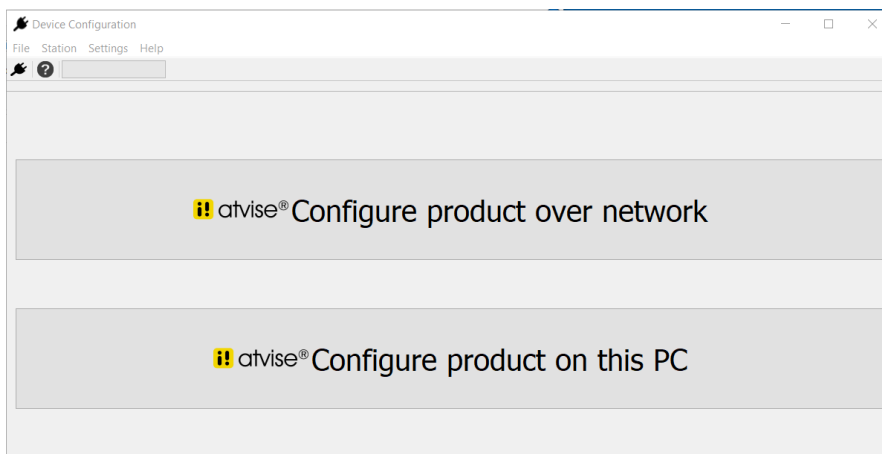 Device Configuration
File Station Settings Help
?
i! atvise® Configure product over network
i! atvise® Configure product on this PC